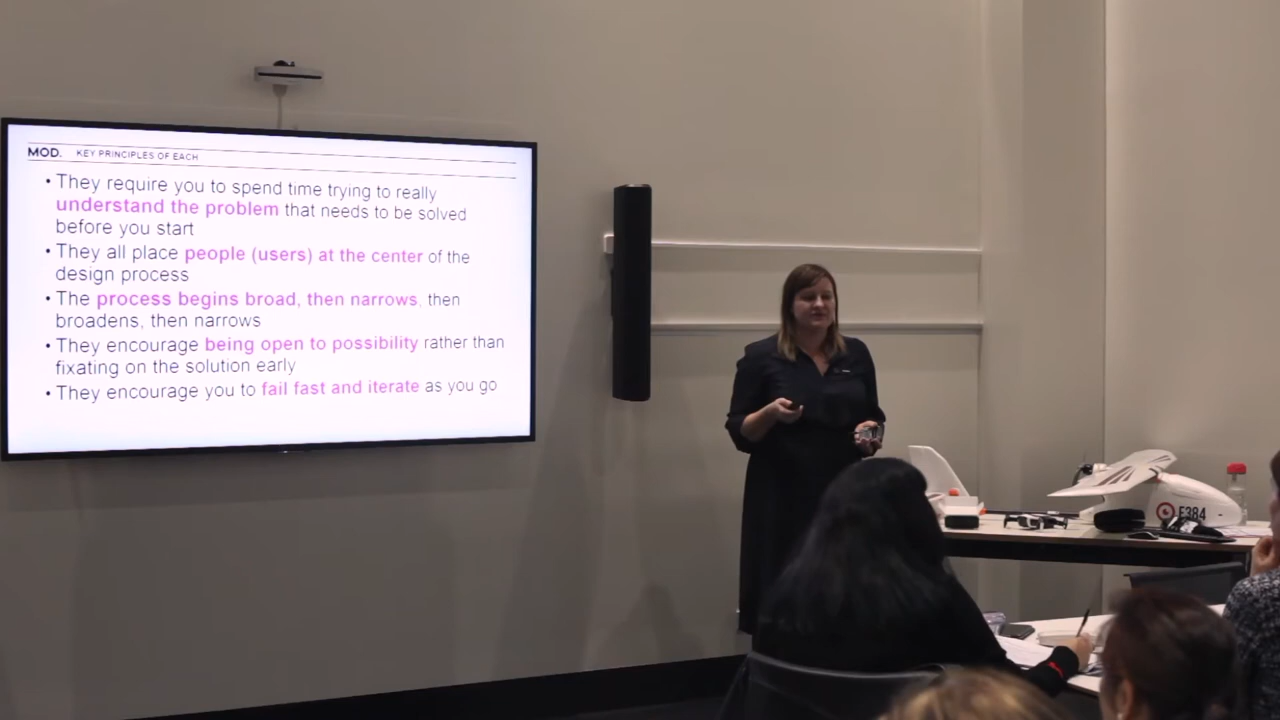 MOD. KEY PRINCIPLES OF EACH
• They require you to spend time trying to really
understand the problem that needs to be solved
before you start
• They all place people (users) at the center of the
design process
• The process begins broad, then narrows, then
broadens, then narrows
• They encourage being open to possibility rather than
fixating on the solution early
• They encourage you to fail fast and iterate as you go
E384